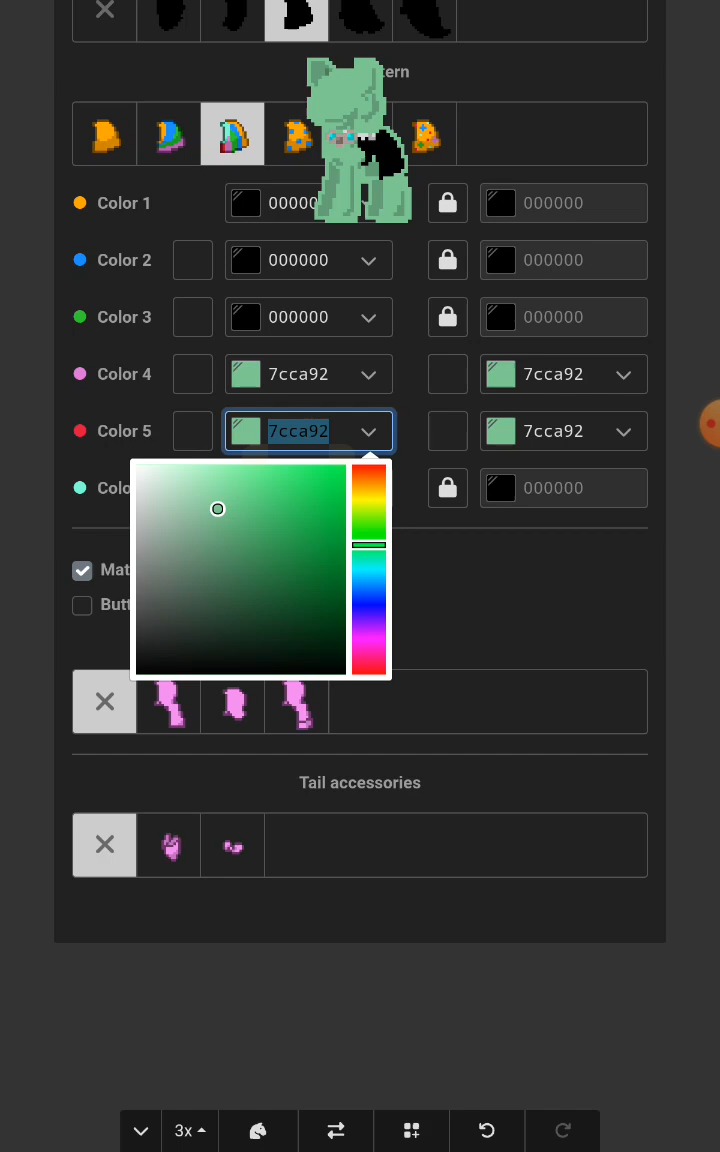 tern
Color 1 00000 000000
Color 2 000000 000000
Color 3 000000 000000
Color 4 7cca92 7cca92
Color 5 7cca92 7cca92
Colo 000000
Mat
Butt
Tail accessories
3x